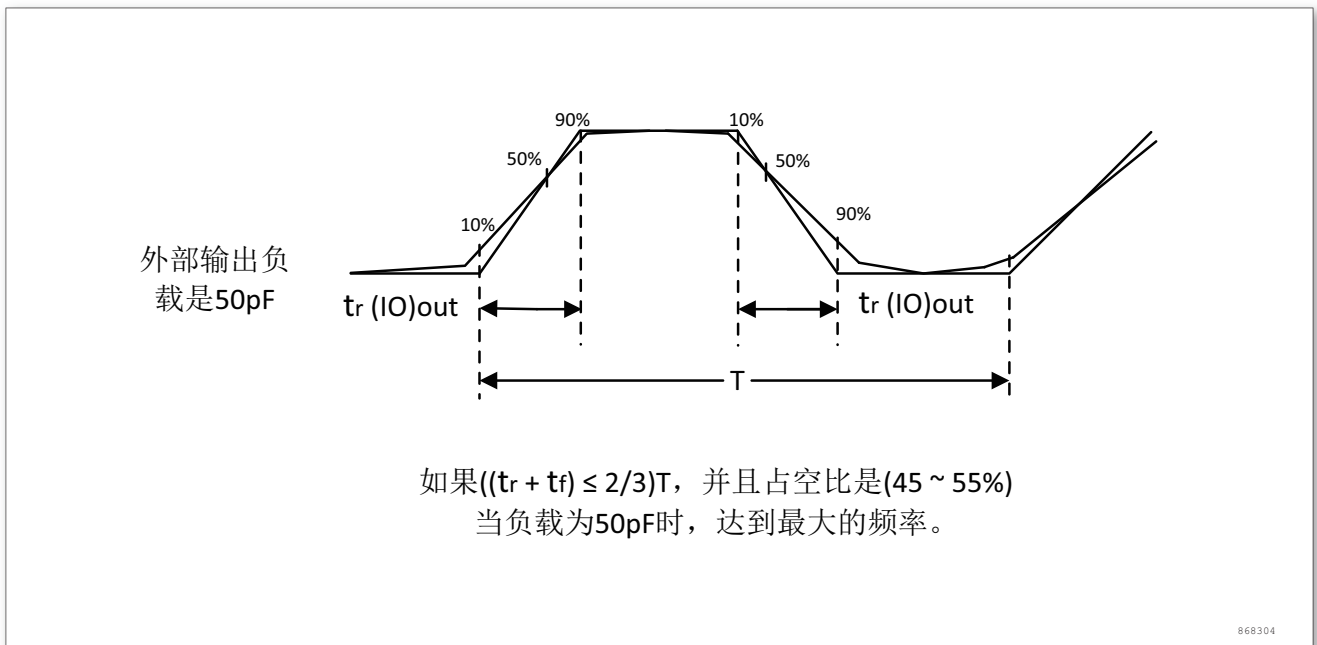 90%
10%
50%
50%
10%
90%
外部输出负
载是50pF
tr (IO)out
tr (IO)out
T
如果((tr + tf) ≤ 2/3)T，并且占空比是(45 ~ 55%)
当负载为50pF时，达到最大的频率。
868304